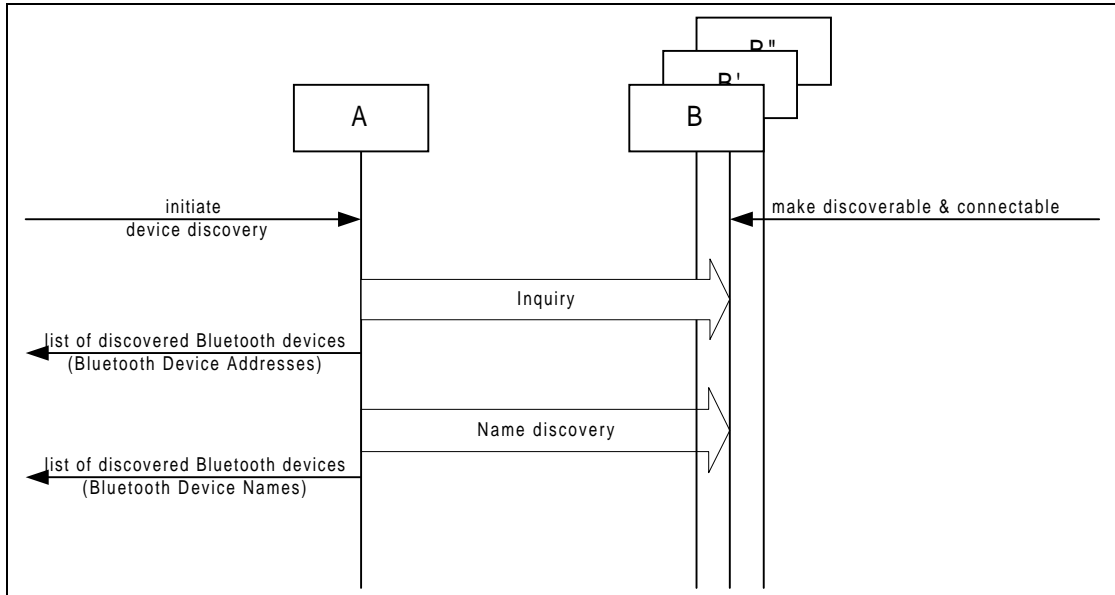 B"
B'
A
B
initiate
device discovery
make discoverable & connectable
Inquiry
list of discovered Bluetooth devices
(Bluetooth Device Addresses)
Name discovery
list of discovered Bluetooth devices
(Bluetooth Device Names)